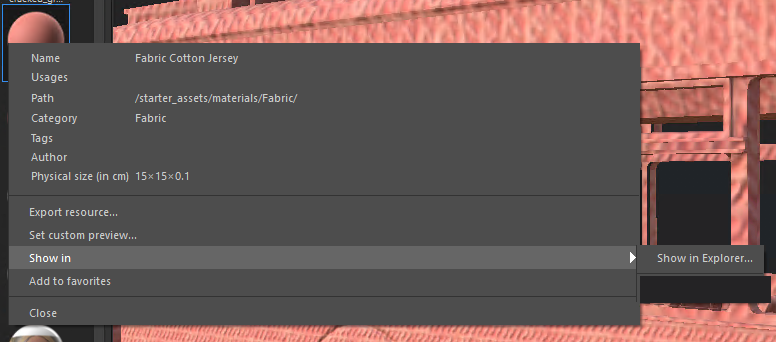 Name Fabric Cotton Jersey
Usages
Path /starter_assets/materials/Fabric/
Category Fabric
Tags
Author
Physical size (in cm) 15×15×0.1
Export resource...
Set custom preview...
Show in Show in Explorer...
Add to favorites
Close